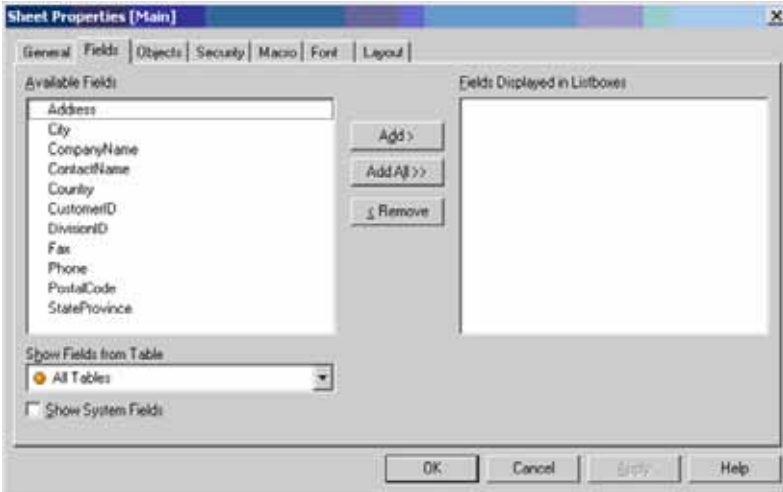 Sheet Properties [Main]
General Fields Objects Security Macro Font Layout
Available Fields
Fields Displayed in Listboxes
Address
City
CompanyName
ContactName
Country
CustomerID
DivisionID
Fax
Phone
PostalCode
StateProvince
Add >
Add All >>
< Remove
Show Fields from Table
All Tables
Show System Fields
OK Cancel Apply Help